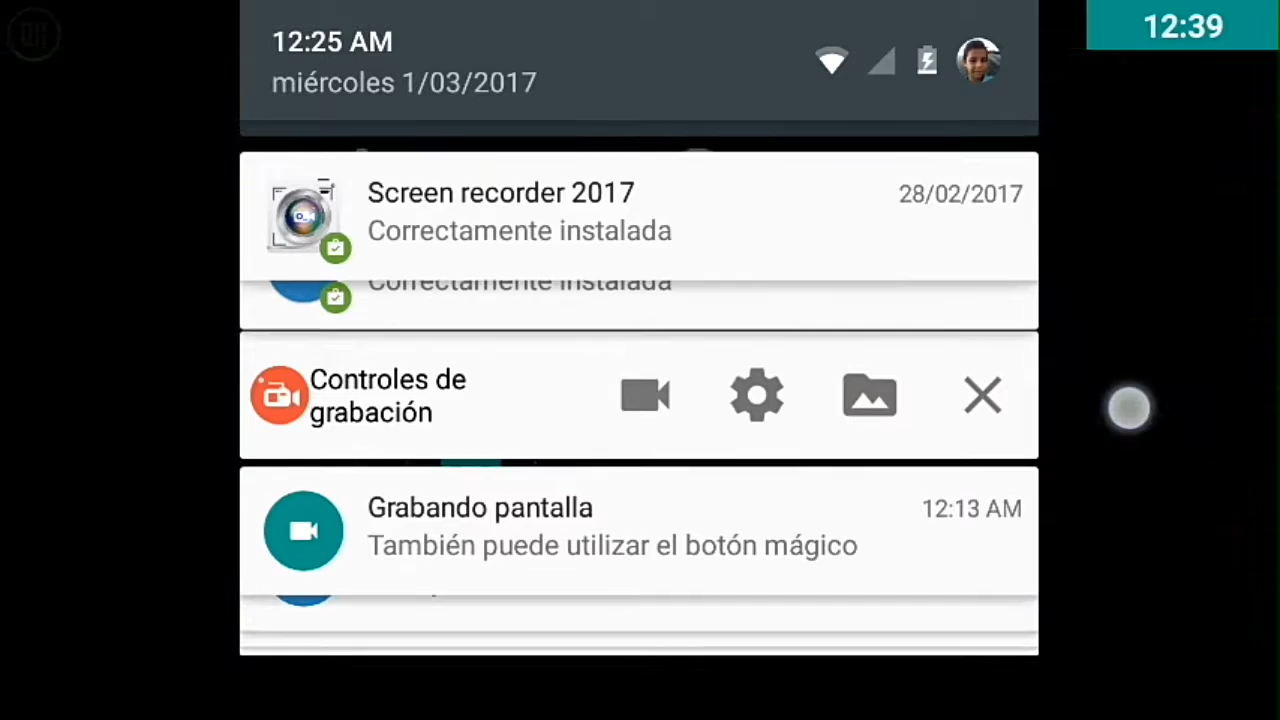 12:39
12:25 AM
miércoles 1/03/2017
Screen recorder 2017
28/02/2017
Correctamente instalada
Correctamente instalada
Controles de
grabación
Grabando pantalla
12:13 AM
También puede utilizar el botón mágico